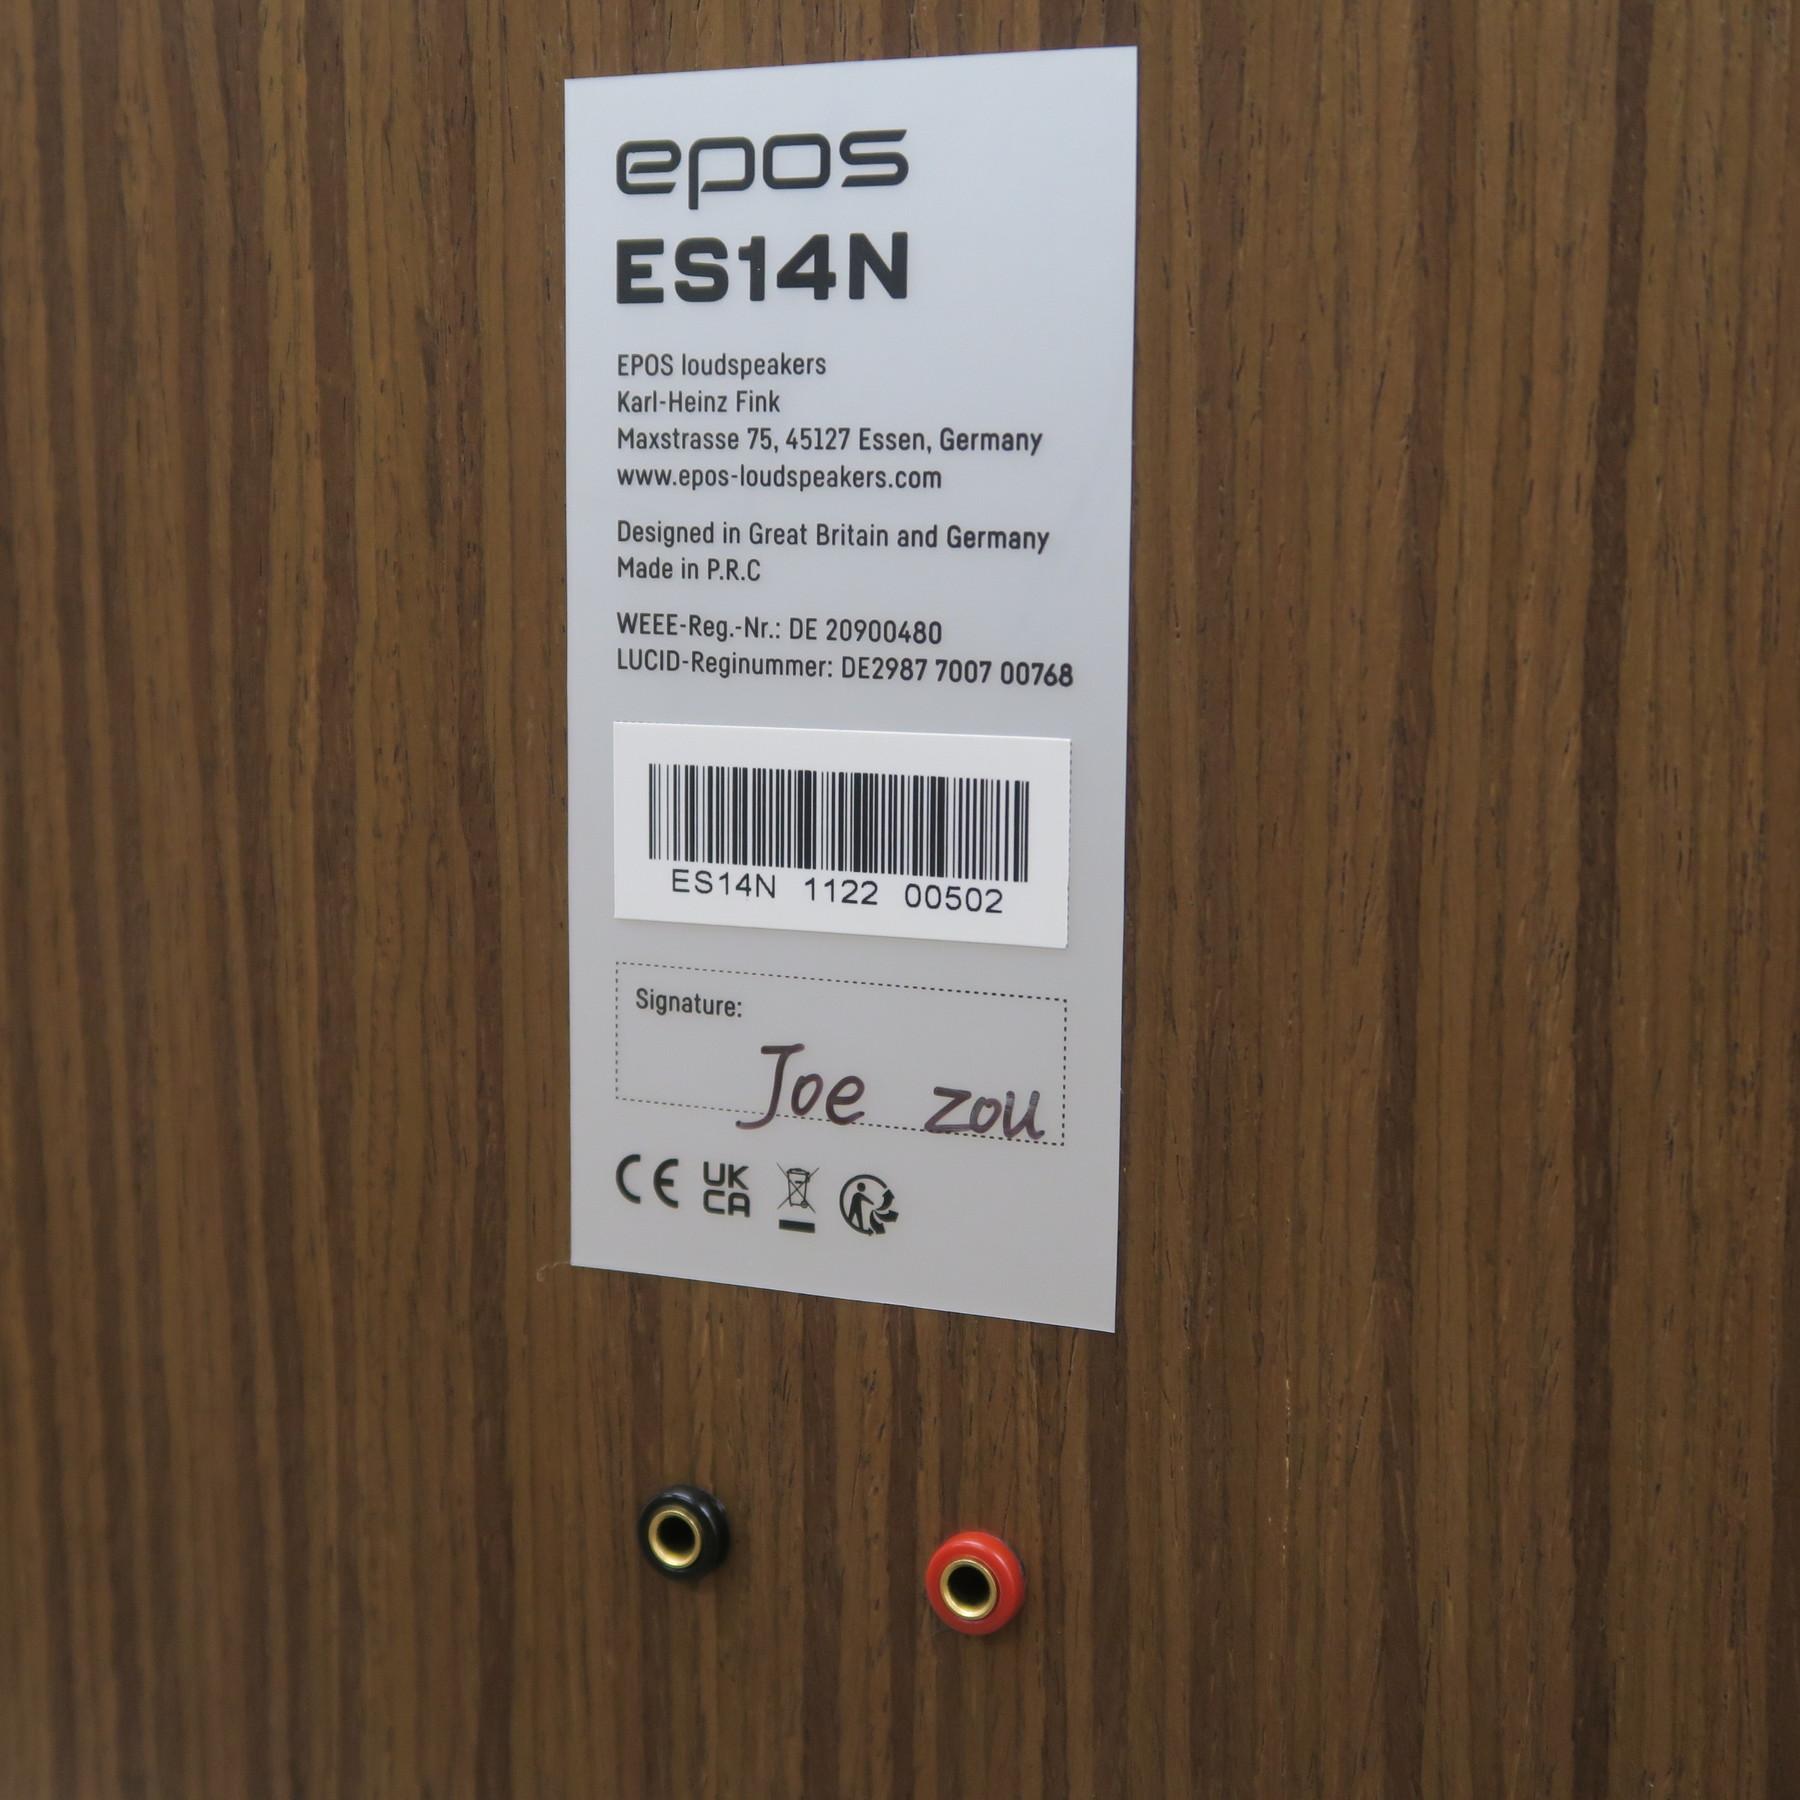 epos
ES14N
EPOS loudspeakers
Karl-Heinz Fink
Maxstrasse 75, 45127 Essen, Germany
www.epos-loudspeakers.com
Designed in Great Britain and Germany
Made in P.R.C
WEEE-Reg.-Nr.: DE 20900480
LUCID-Reginummer: DE2987 7007 00768
ES14N 1122 00502
Signature:
Joe zou
CE UK CA